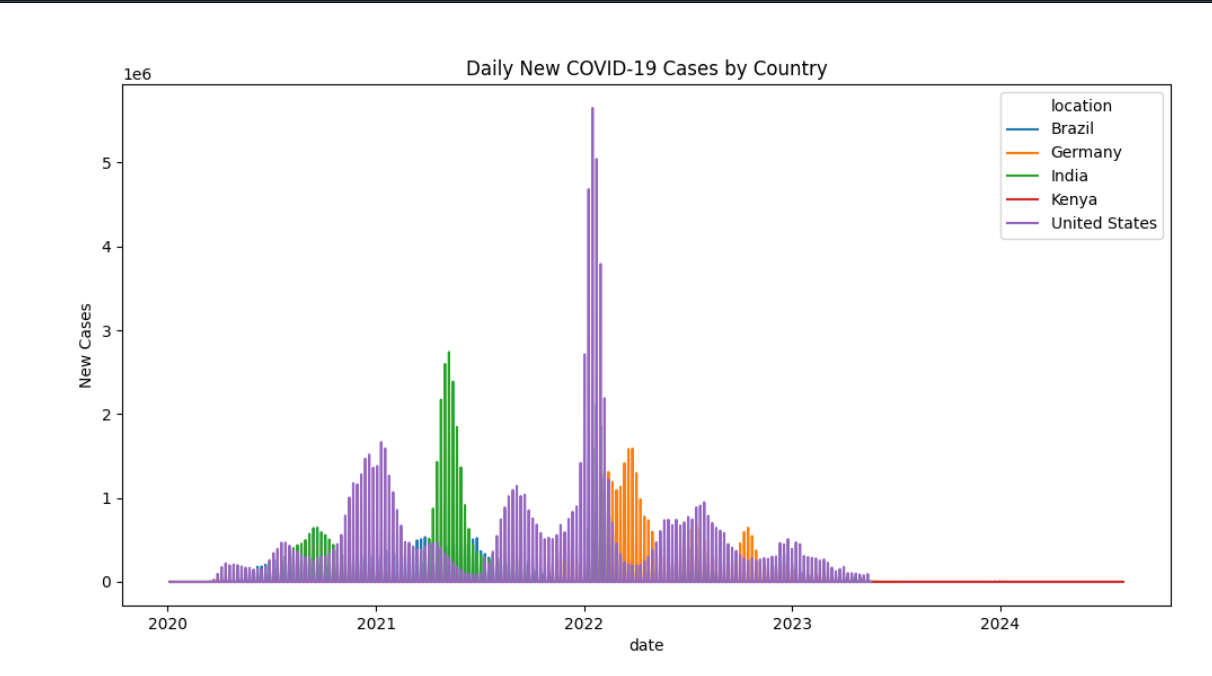 Daily New COVID-19 Cases by Country
1e6
location
Brazil
Germany
India
Kenya
United States
New Cases
5
4
3
2
1
0
2020 2021 2022 2023 2024
date